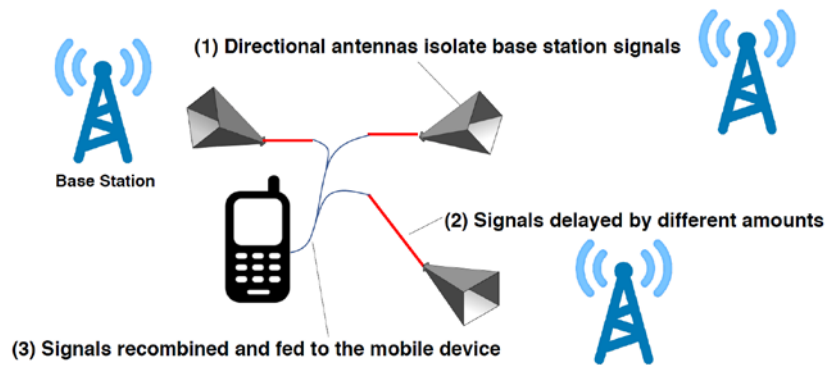 (1) Directional antennas isolate base station signals
Base Station
(2) Signals delayed by different amounts
(3) Signals recombined and fed to the mobile device